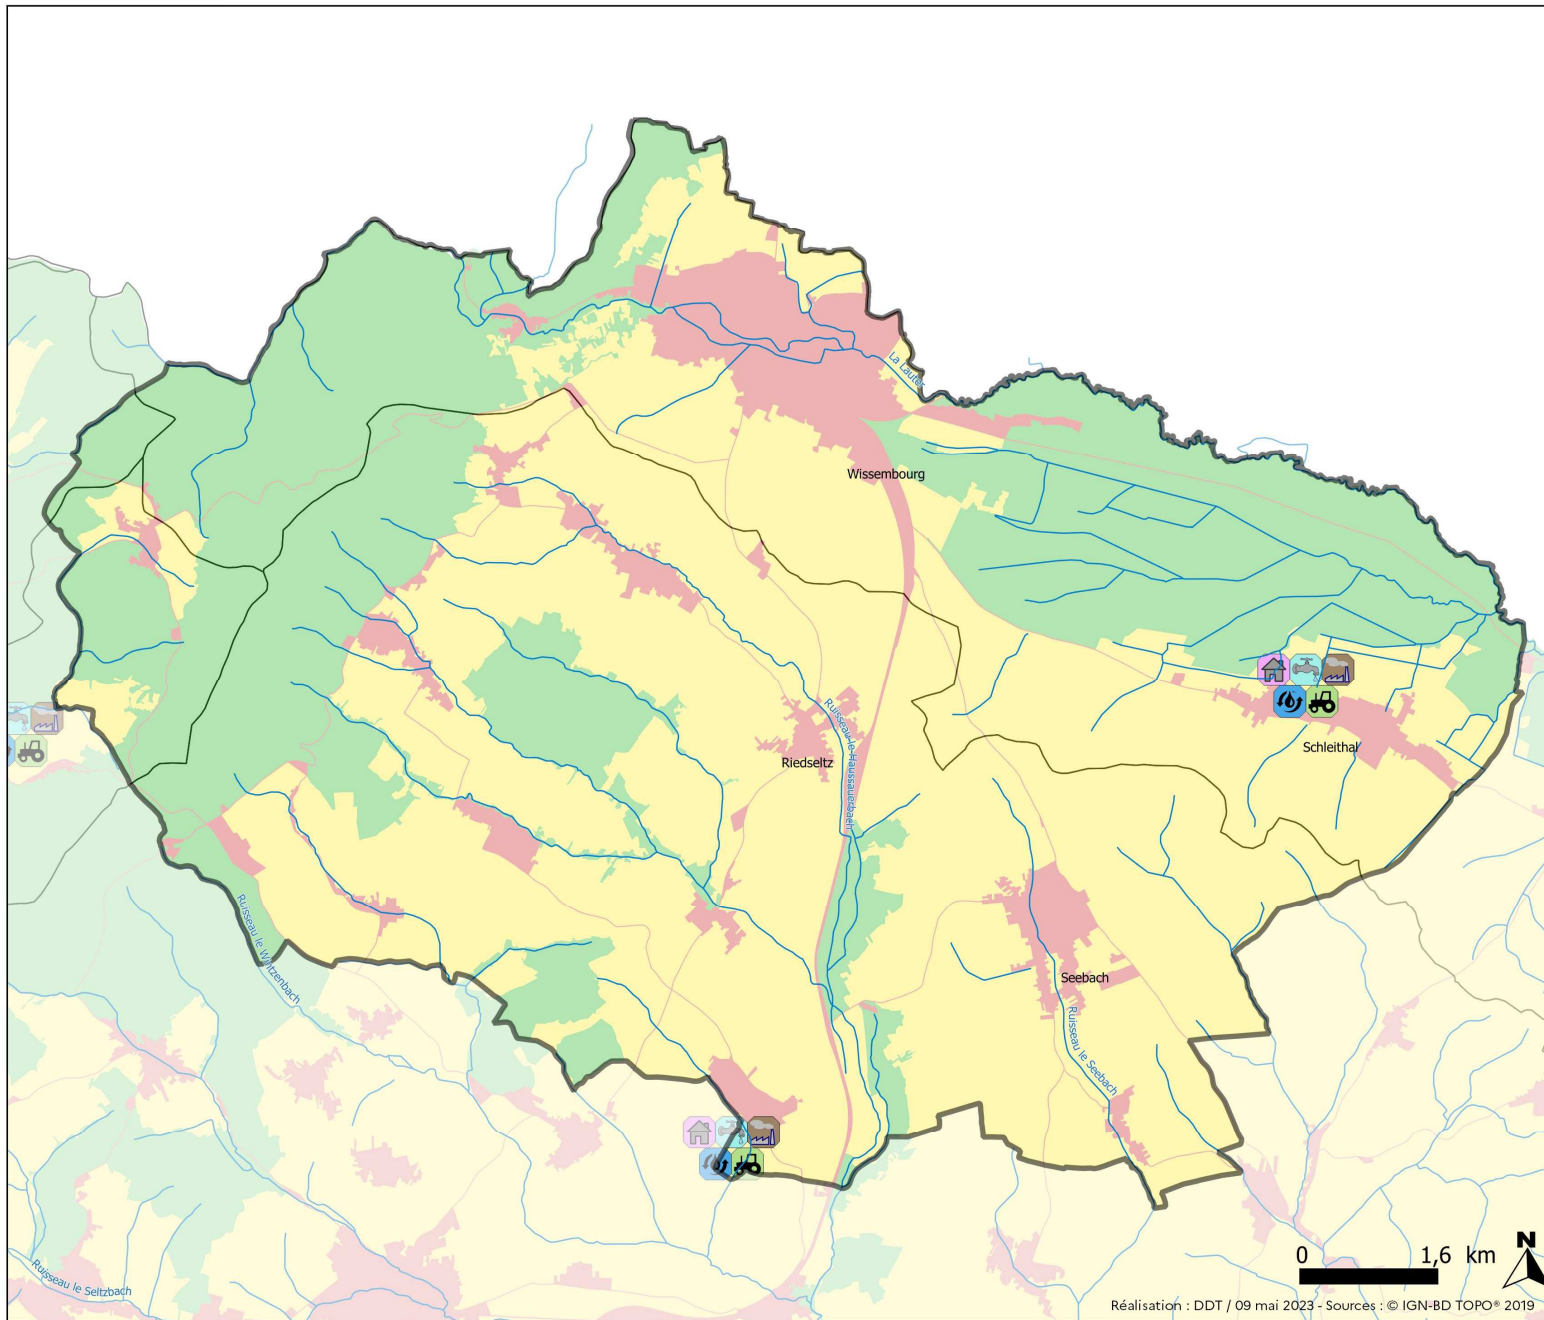 La Lauter
Wissembourg
Ruisseau le Haussauerbach
Riedseltz
Schleithal
Ruisseau le Wintzenbach
Seebach
Ruisseau le Seebach
Ruisseau le Seltzbach
N
0 1,6 km
Réalisation : DDT / 09 mai 2023 - Sources : © IGN-BD TOPO® 2019